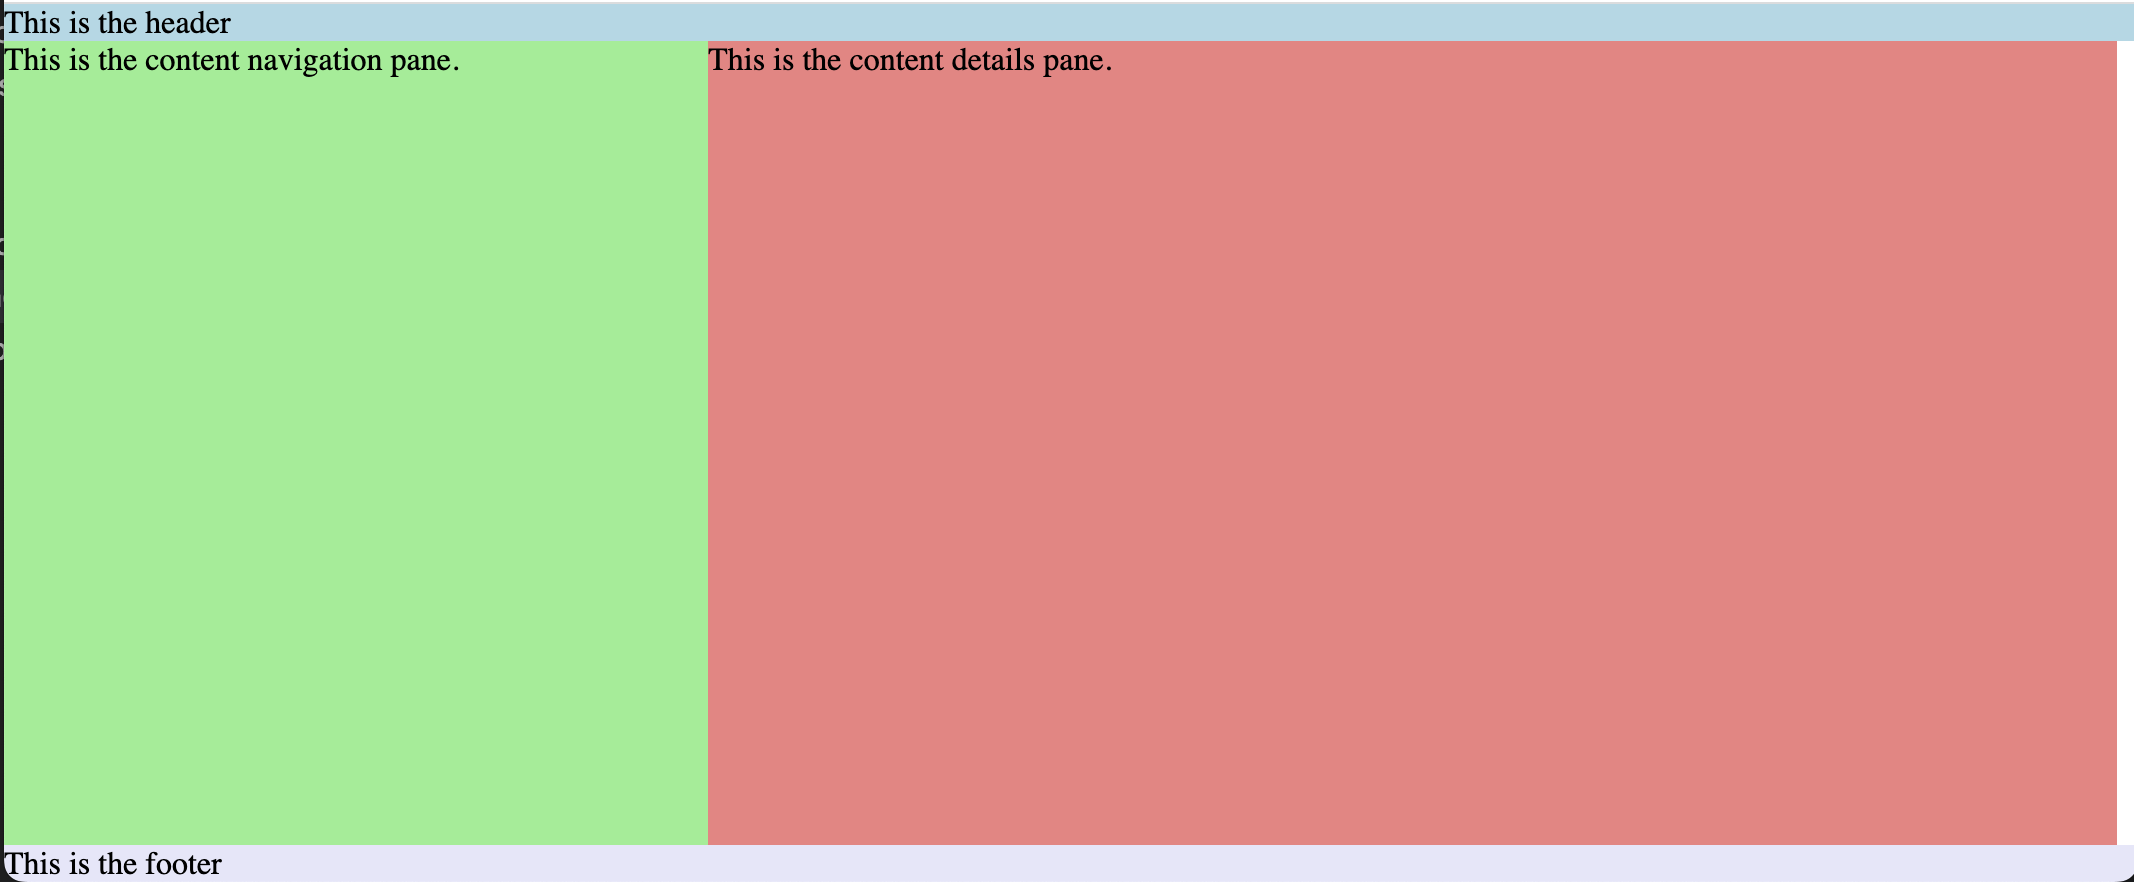 This is the header
This is the content navigation pane.
This is the content details pane.
This is the footer